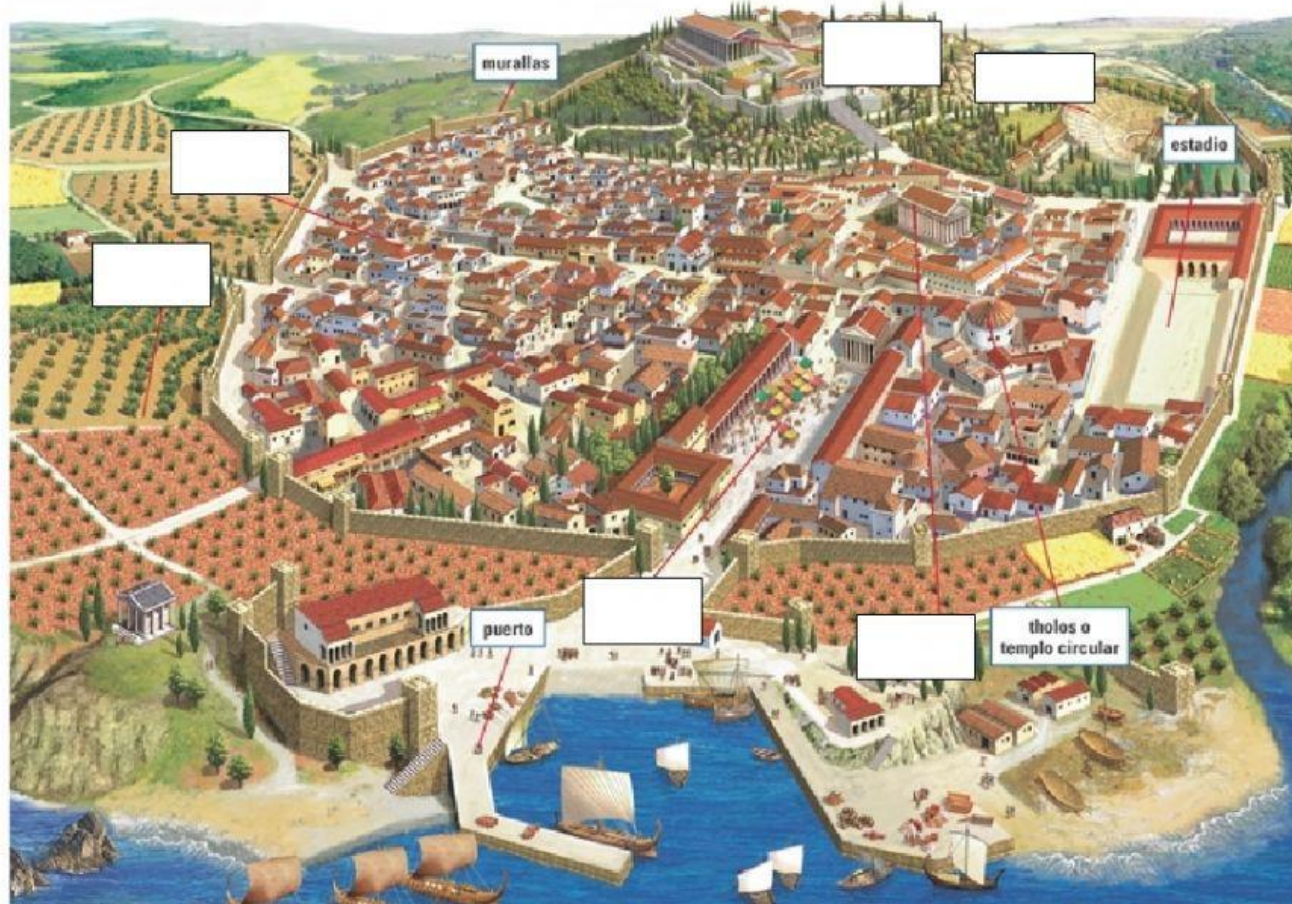 murallas
estadio
puerto
tholos o
templo circular